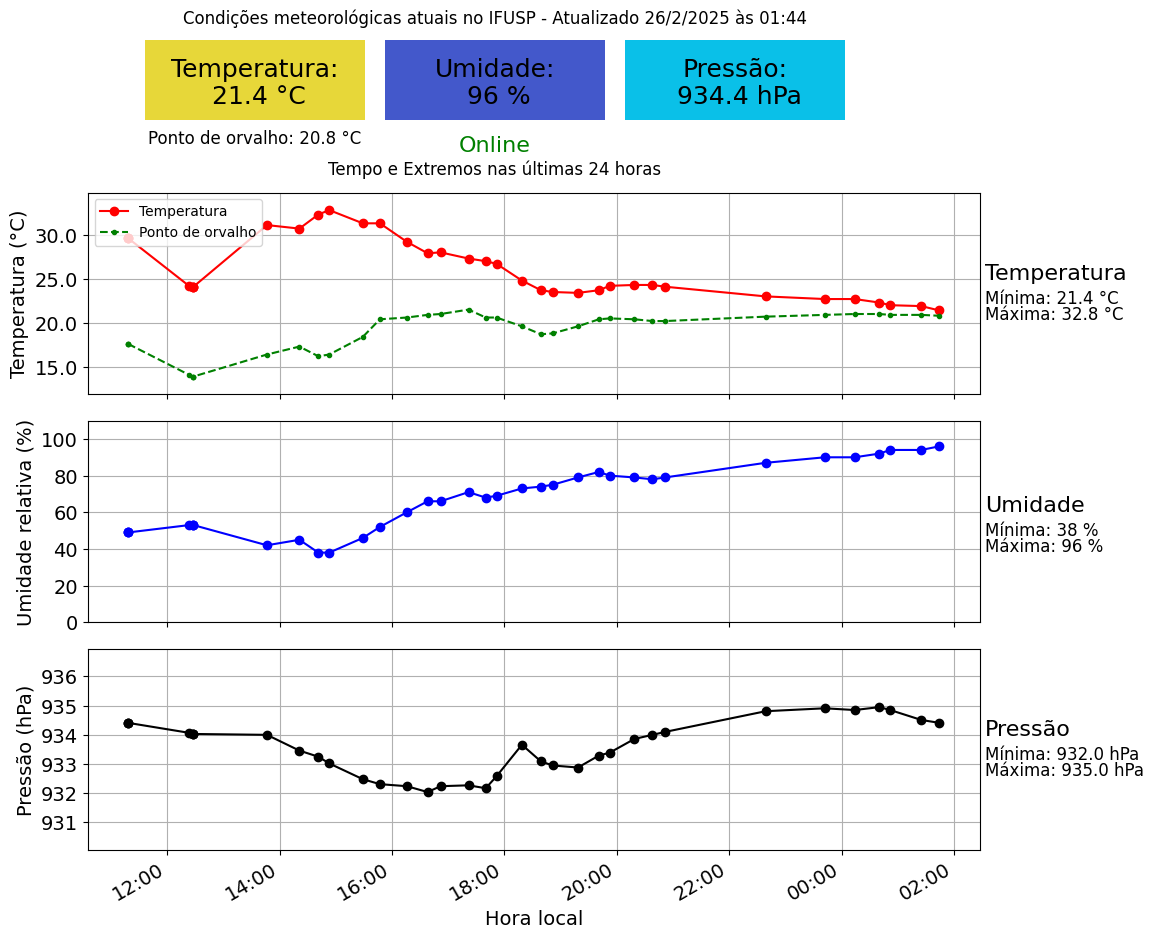 Condições meteorológicas atuais no IFUSP - Atualizado 26/2/2025 às 01:44
Temperatura:
21.4 °C
Umidade:
96 %
Pressão:
934.4 hPa
Ponto de orvalho: 20.8 °C
Online
Tempo e Extremos nas últimas 24 horas
Temperatura (°C)
30.0
25.0
20.0
15.0
Temperatura
Ponto de orvalho
Temperatura
Mínima: 21.4 °C
Máxima: 32.8 °C
Umidade relativa (%)
100
80
60
40
20
0
Umidade
Mínima: 38 %
Máxima: 96 %
Pressão (hPa)
936
935
934
933
932
931
Pressão
Mínima: 932.0 hPa
Máxima: 935.0 hPa
12:00
14:00
16:00
18:00
20:00
22:00
00:00
02:00
Hora local